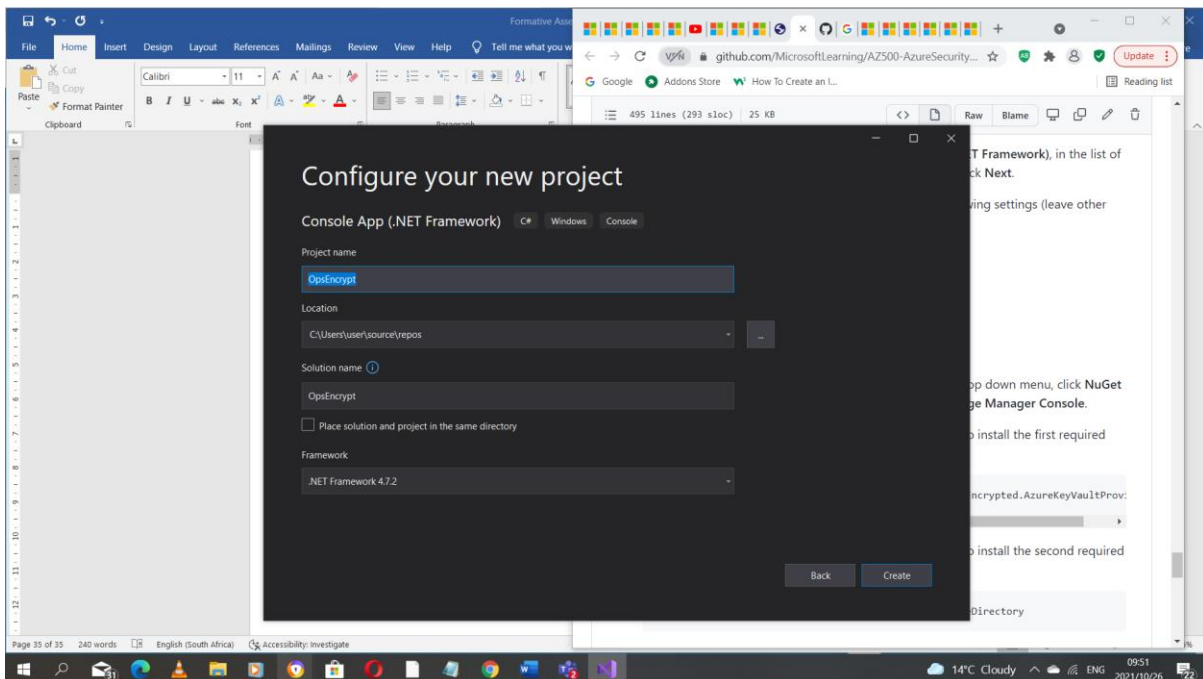 Formative Asse
File Home Insert Design Layout References Mailings Review View Help Tell me what you w
Cut
Copy
Paste
Format Painter
Calibri 11
Clipboard Font Paragraph
github.com/MicrosoftLearning/AZ500-AzureSecurity...
Update
Google Addons Store How To Create an I...
Reading list
495 lines (293 sloc) 25 KB
Raw Blame
T Framework), in the list of
ck Next.
ving settings (leave other
op down menu, click NuGet
ge Manager Console.
o install the first required
ncrypted.AzureKeyVaultProv:
o install the second required
Directory
Configure your new project
Console App (.NET Framework) C# Windows Console
Project name
OpsEncrypt
Location
C:\Users\user\source\repos
...
Solution name
OpsEncrypt
Place solution and project in the same directory
Framework
.NET Framework 4.7.2
Back Create
Page 35 of 35 240 words English (South Africa) Accessibility: Investigate
14°C Cloudy ENG 09:51
2021/10/26